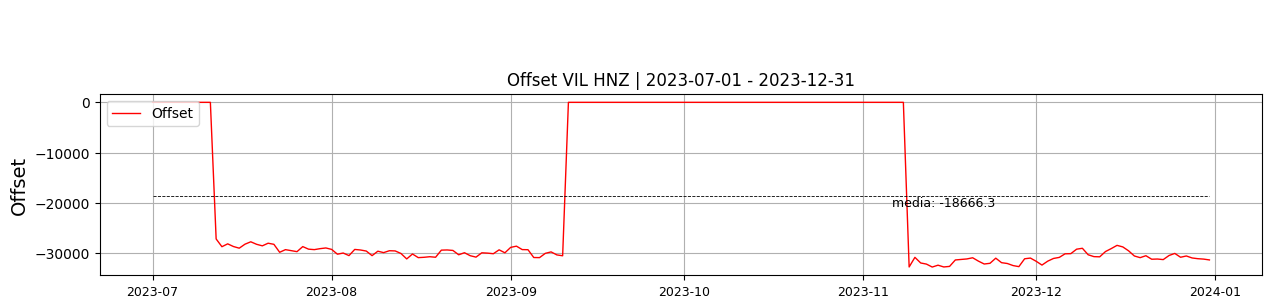 Offset VIL HNZ | 2023-07-01 - 2023-12-31
Offset
Offset
0
−10000
−20000
−30000
media: -18666.3
2023-07
2023-08
2023-09
2023-10
2023-11
2023-12
2024-01